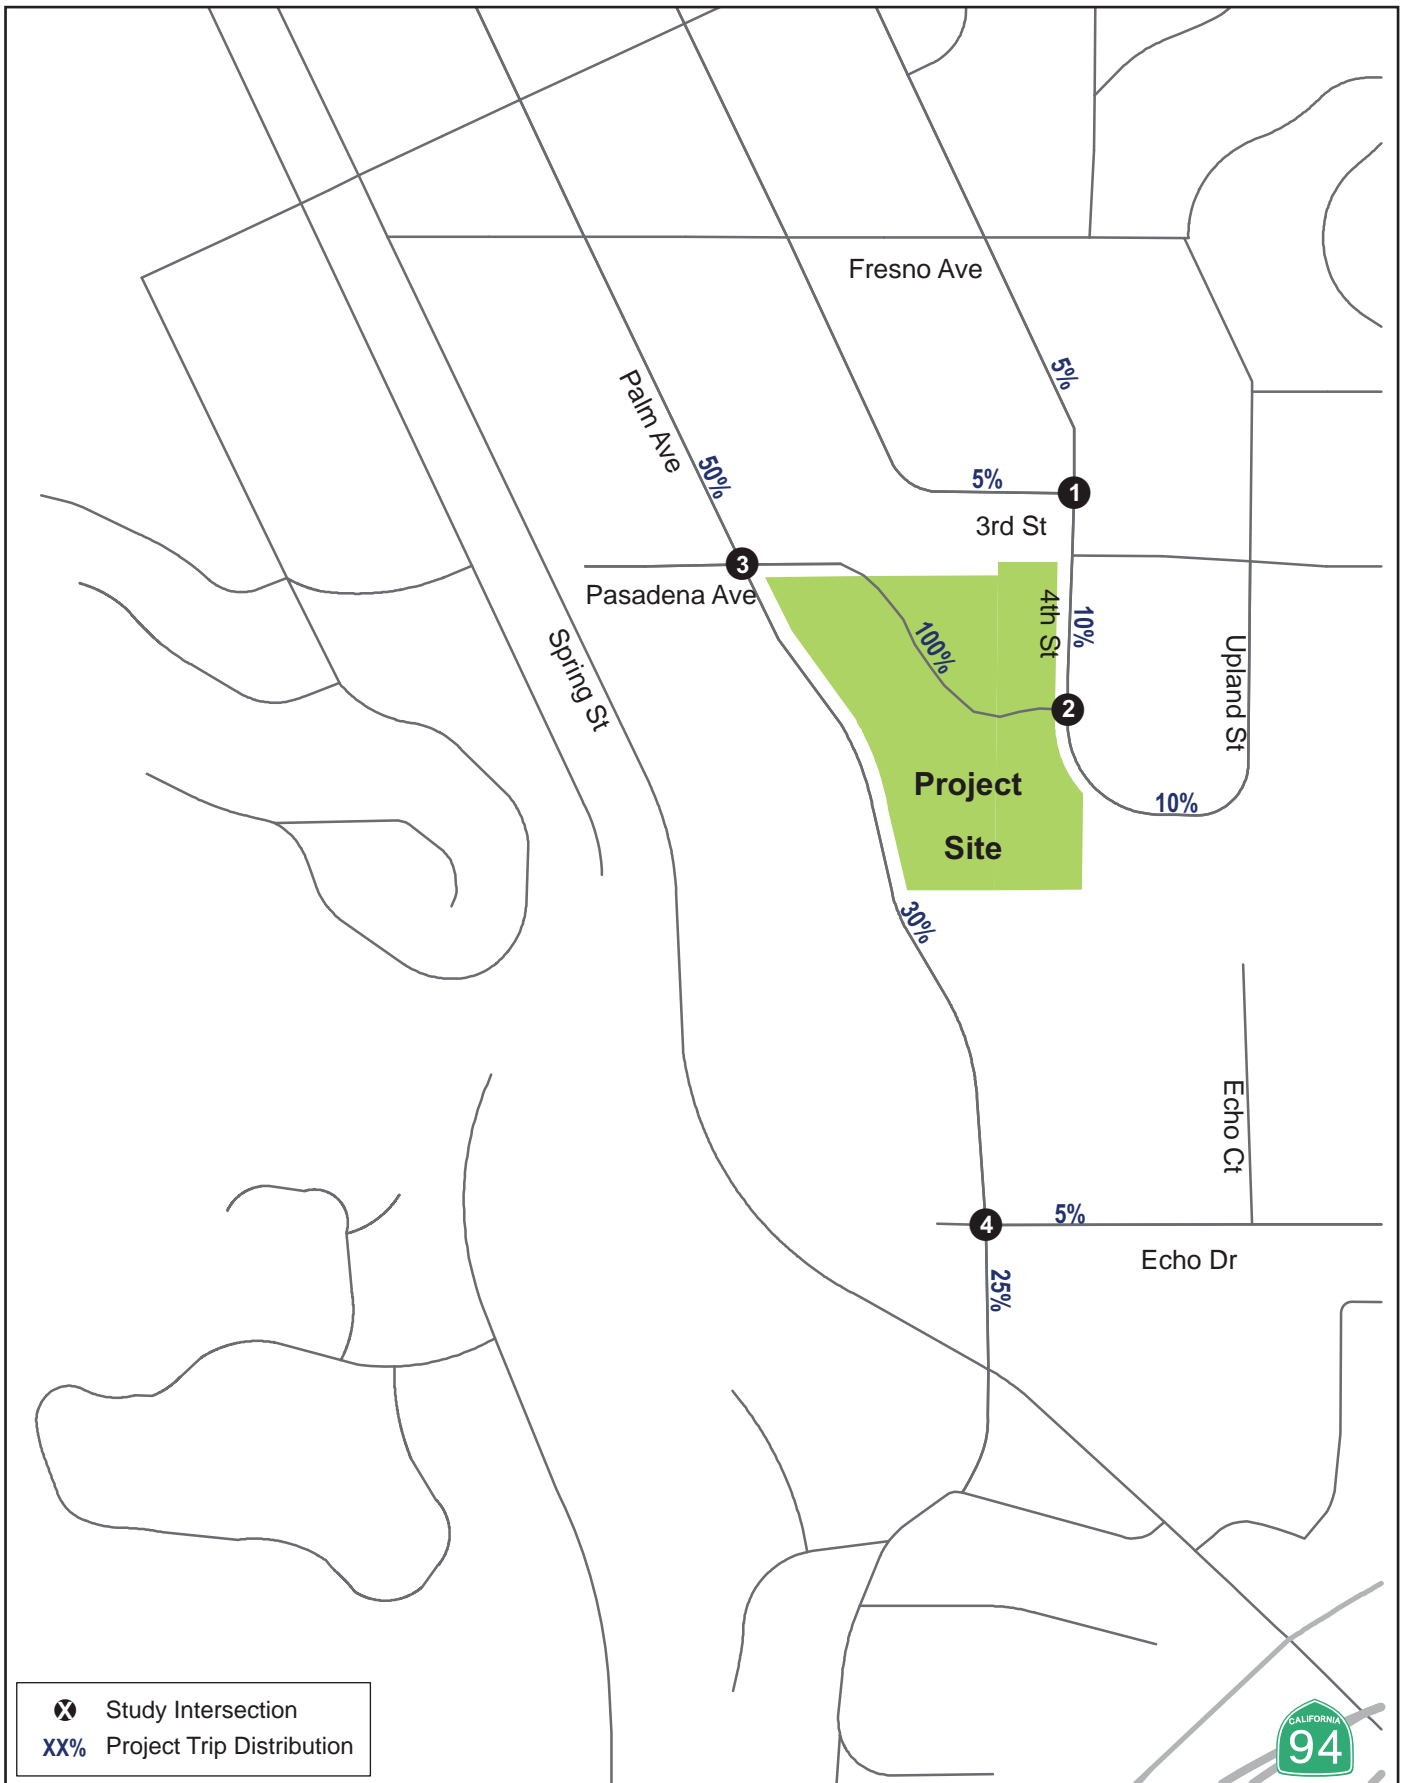 Fresno Ave
5%
Palm Ave
50%
5%
1
3rd St
3
Pasadena Ave
4th St
10%
100%
Spring St
Upland St
2
Project
Site
10%
30%
Echo Ct
5%
4
Echo Dr
25%
X Study Intersection
XX% Project Trip Distribution
CALIFORNIA
94